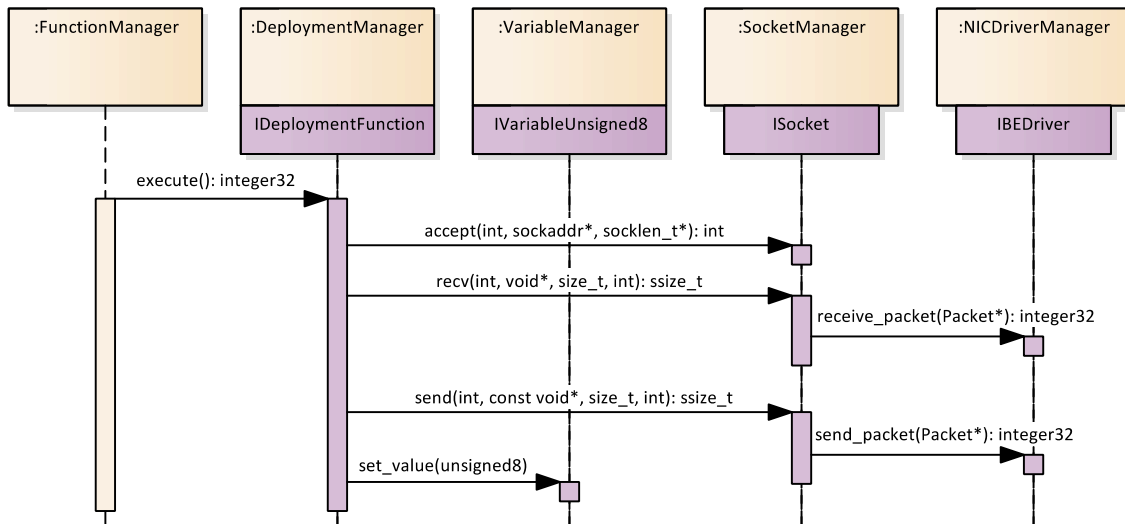 :FunctionManager
:DeploymentManager
:VariableManager
:SocketManager
:NICDriverManager
IDeploymentFunction
IVariableUnsigned8
ISocket
IBEDriver
execute(): integer32
accept(int, sockaddr*, socklen_t*): int
recv(int, void*, size_t, int): ssize_t
receive_packet(Packet*): integer32
send(int, const void*, size_t, int): ssize_t
send_packet(Packet*): integer32
set_value(unsigned8)